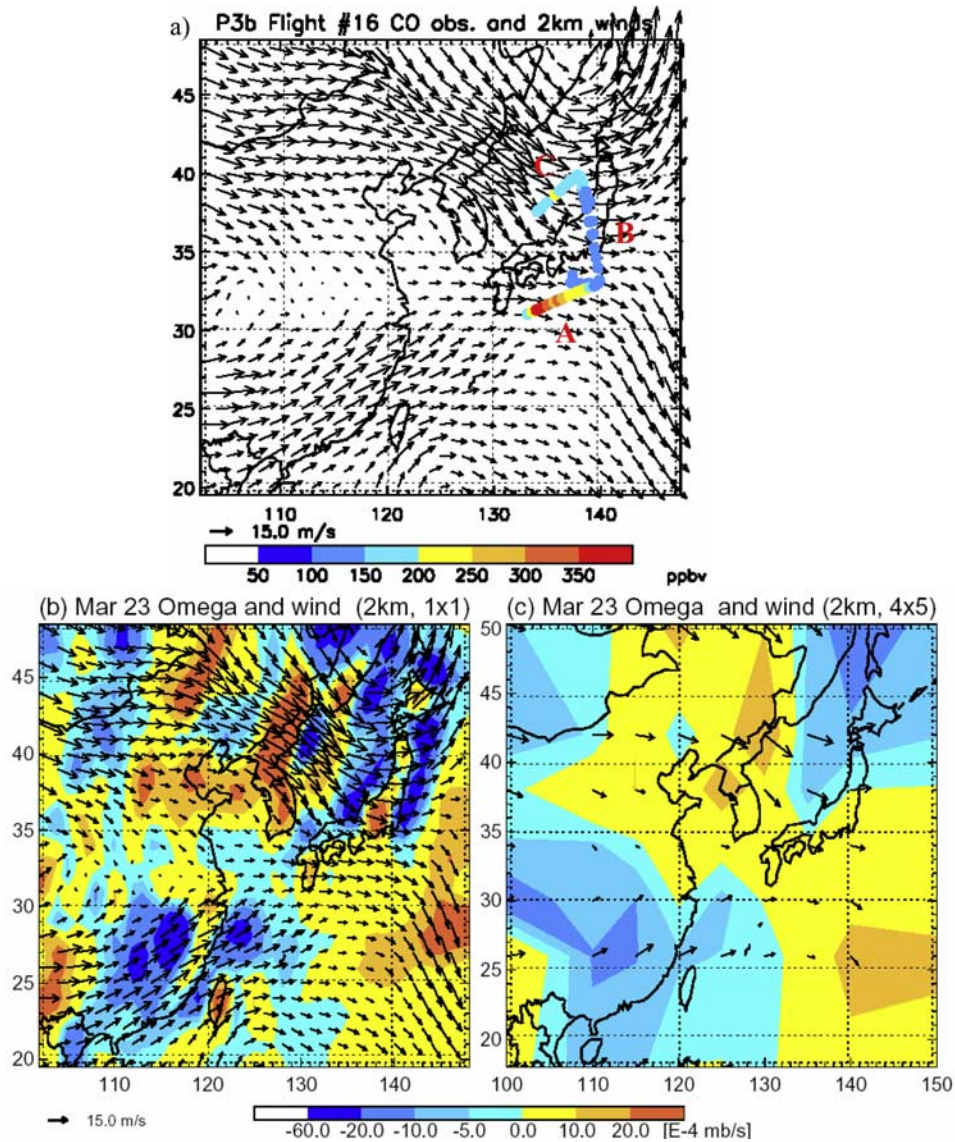 a) P3b Flight #16 CO obs. and 2km winds
45
40
35
30
25
20
C
B
A
110 120 130 140
15.0 m/s
50 100 150 200 250 300 350 ppbv
(b) Mar 23 Omega and wind (2km, 1x1)
45
40
35
30
25
20
110 120 130 140
(c) Mar 23 Omega and wind (2km, 4x5)
50
45
40
35
30
25
20
100 110 120 130 140 150
15.0 m/s
-60.0 -20.0 -10.0 -5.0 0.0 10.0 20.0 [E-4 mb/s]